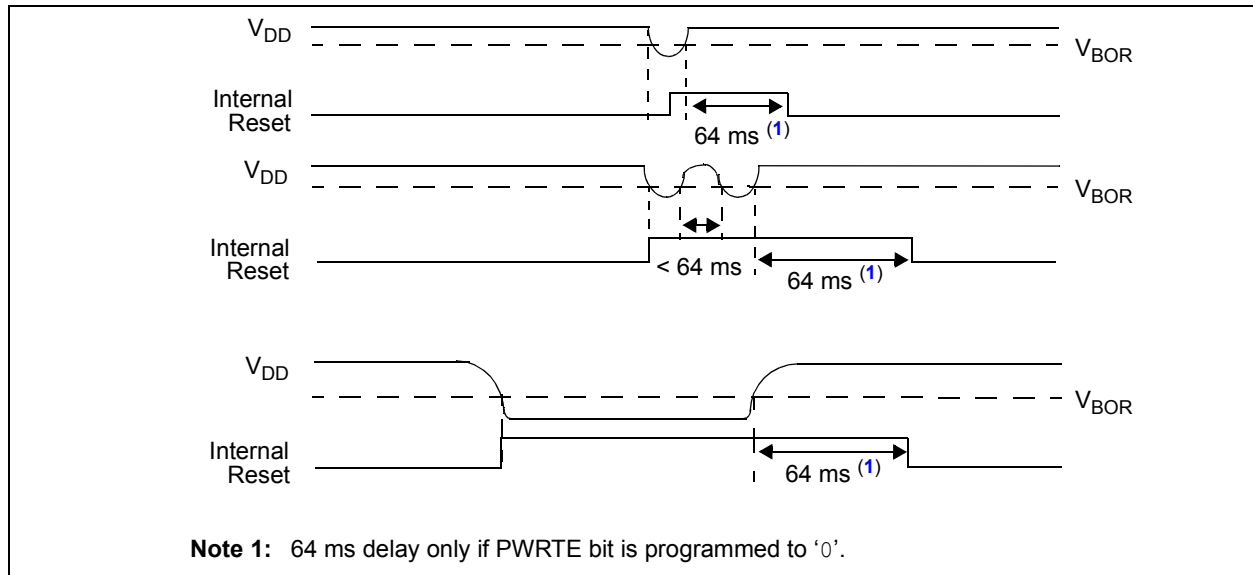 VDD
VBOR
Internal
Reset
64 ms (1)
VDD
VBOR
Internal
Reset
< 64 ms
64 ms (1)
VDD
VBOR
Internal
Reset
64 ms (1)
Note 1: 64 ms delay only if PWRTE bit is programmed to ‘0’.